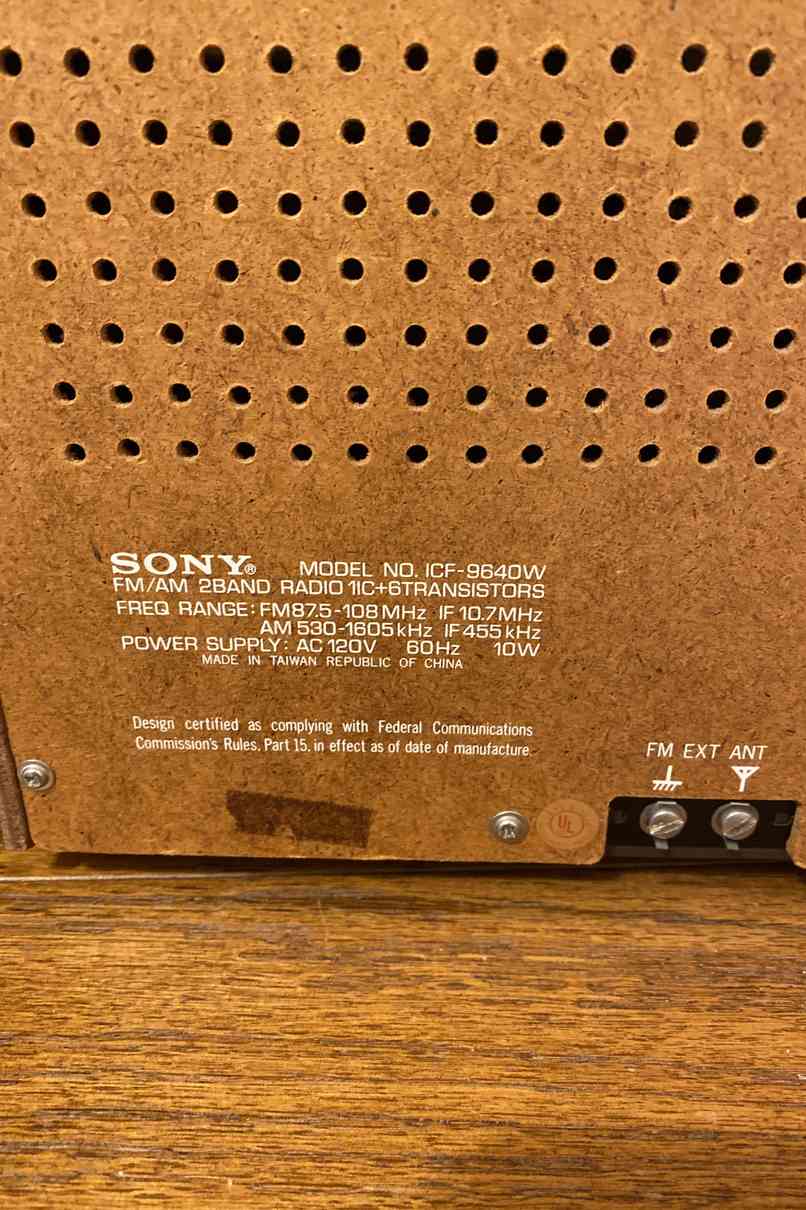 SONY® MODEL NO. ICF-9640W
FM/AM 2BAND RADIO 1IC+6TRANSISTORS
FREQ RANGE: FM 87.5-108 MHz IF 10.7 MHz
AM 530-1605 kHz IF 455 kHz
POWER SUPPLY: AC 120V 60 Hz 10W
MADE IN TAIWAN REPUBLIC OF CHINA
Design certified as complying with Federal Communications
Commission's Rules, Part 15, in effect as of date of manufacture.
FM EXT ANT
UL